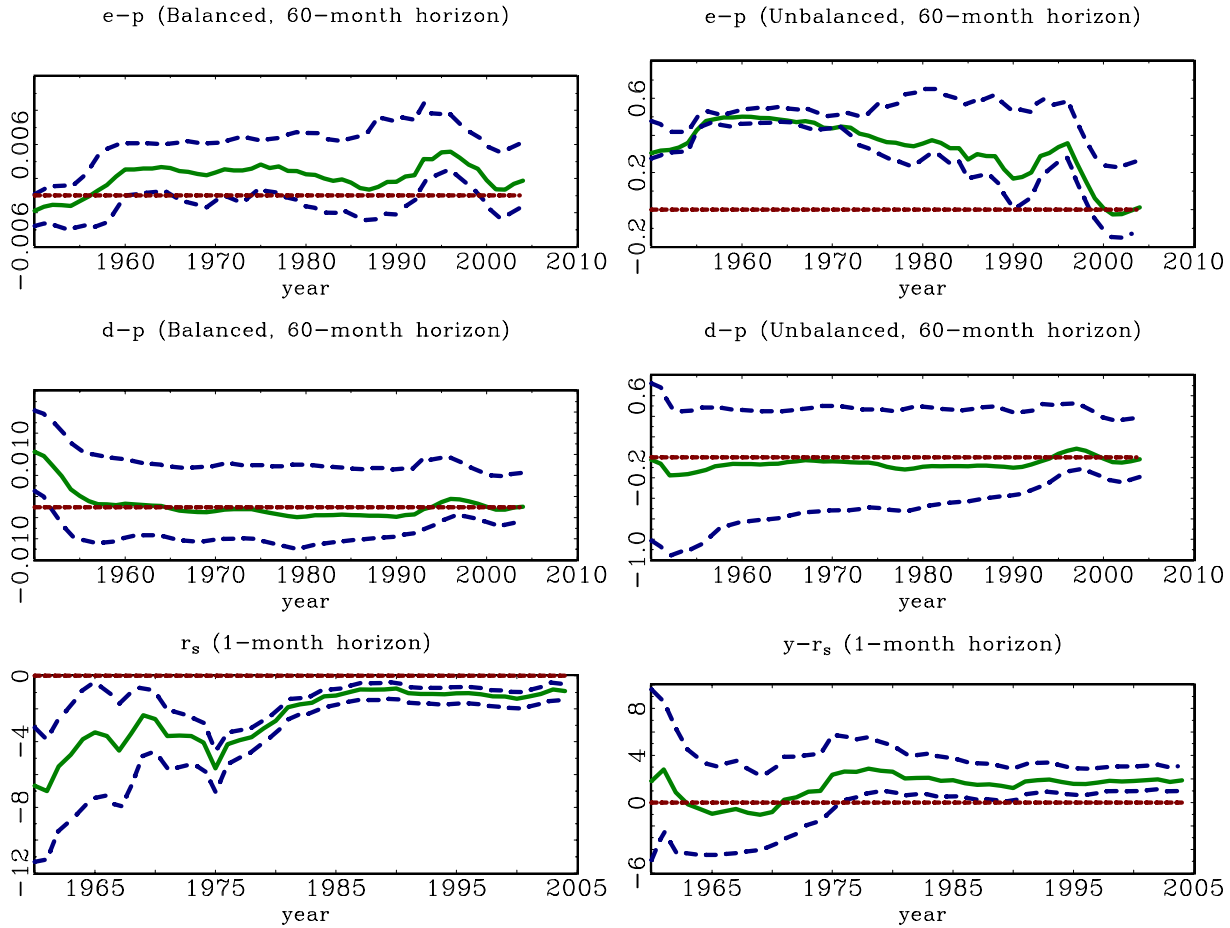 e-p (Balanced, 60-month horizon)
0.006
-0.006
1960 1970 1980 1990 2000 2010
year
e-p (Unbalanced, 60-month horizon)
0.6
0.2
-0.2
1960 1970 1980 1990 2000 2010
year
d-p (Balanced, 60-month horizon)
0.010
-0.010
1960 1970 1980 1990 2000 2010
year
d-p (Unbalanced, 60-month horizon)
0.6
-0.2
-1.0
1960 1970 1980 1990 2000 2010
year
rs (1-month horizon)
0
-4
-8
-12
1965 1975 1985 1995 2005
year
y-rs (1-month horizon)
8
4
0
-6
1965 1975 1985 1995 2005
year